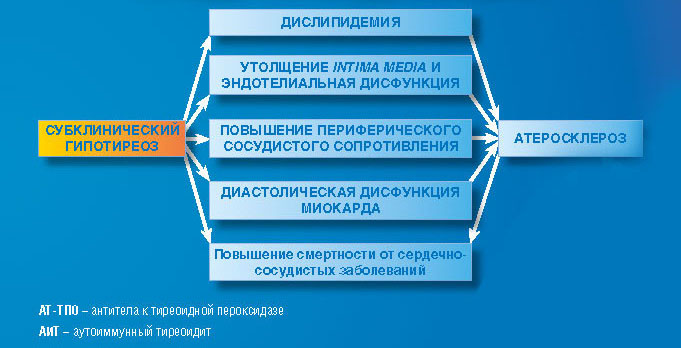 ДИСЛИПИДЕМИЯ
УТОЛЩЕНИЕ INTIMA MEDIA И
ЭНДОТЕЛИАЛЬНАЯ ДИСФУНКЦИЯ
СУБКЛИНИЧЕСКИЙ
ГИПОТИРЕОЗ
ПОВЫШЕНИЕ ПЕРИФЕРИЧЕСКОГО
СОСУДИСТОГО СОПРОТИВЛЕНИЯ
АТЕРОСКЛЕРОЗ
ДИАСТОЛИЧЕСКАЯ ДИСФУНКЦИЯ
МИОКАРДА
Повышение смертности от сердечно-
сосудистых заболеваний
АТ-ТПО – антитела к тиреоидной пероксидазе
АИТ – аутоиммунный тиреоидит